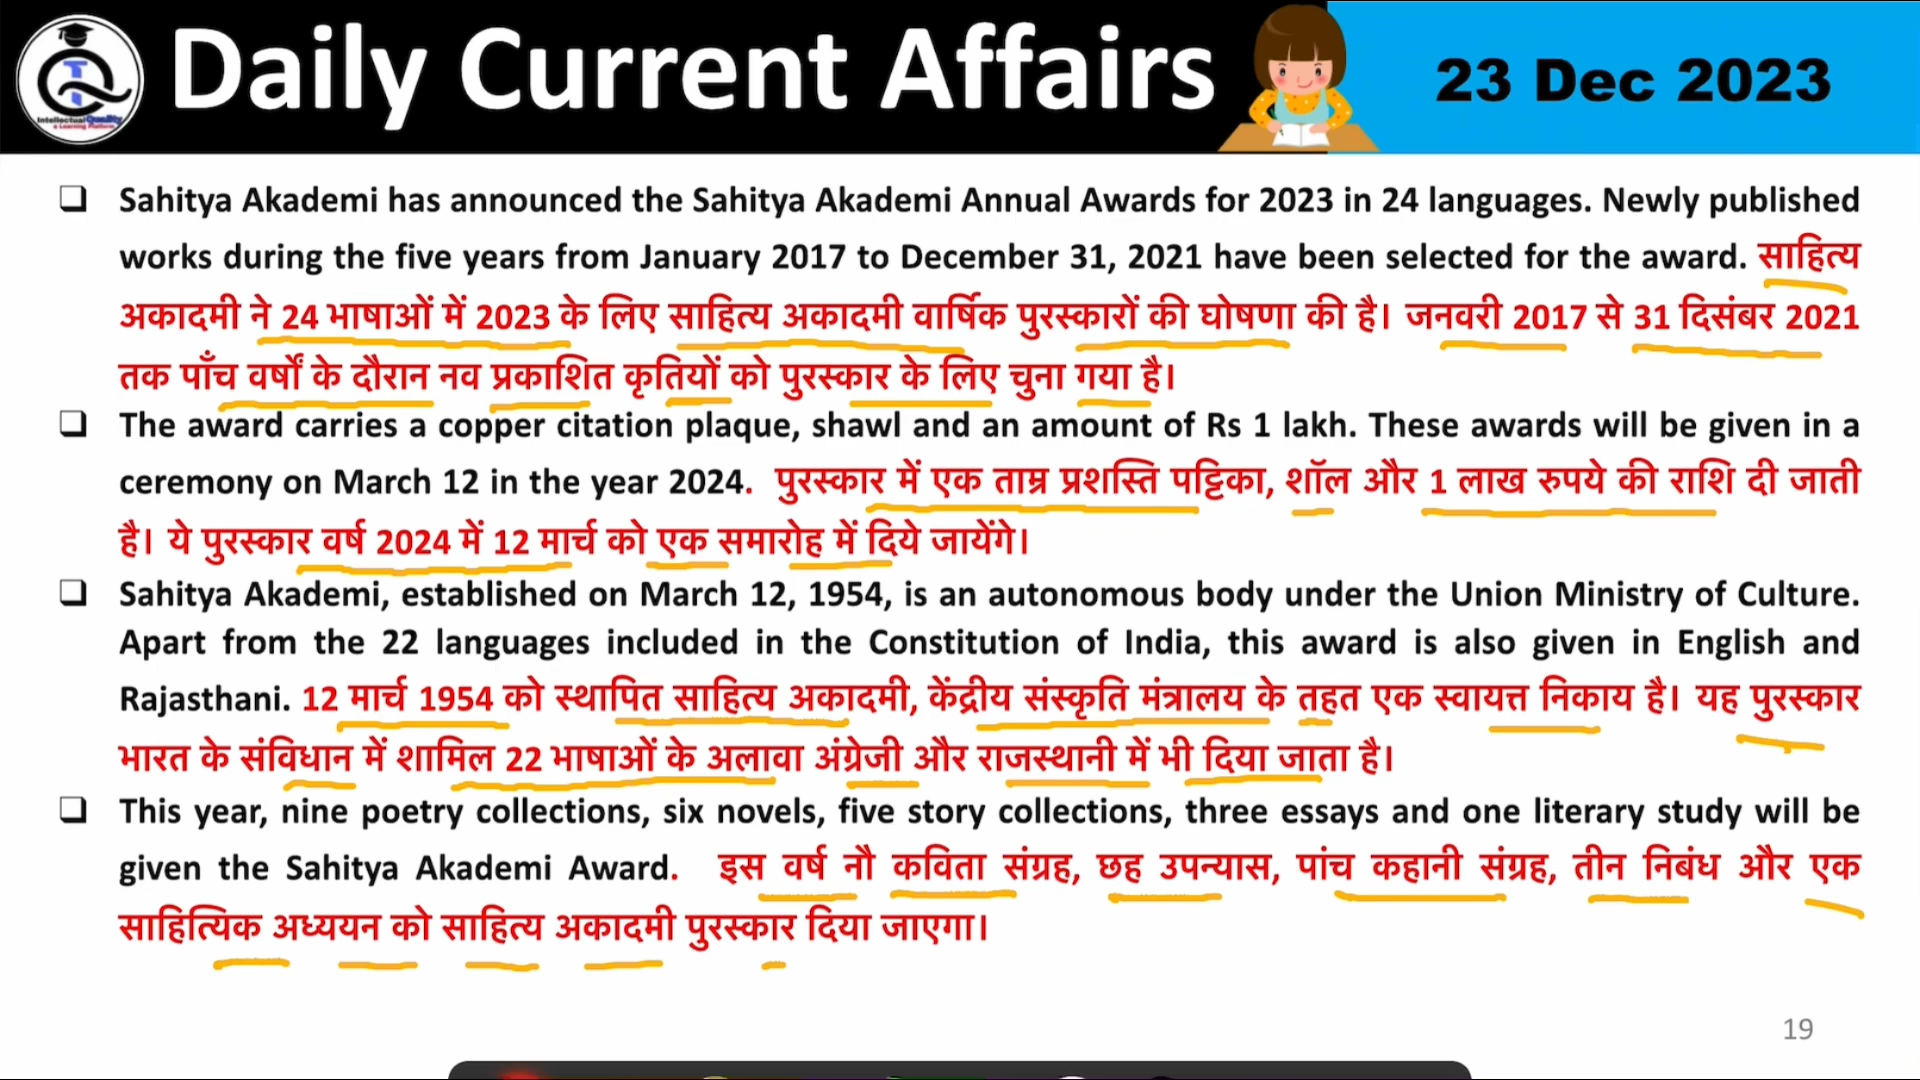 Daily Current Affairs
23 Dec 2023
Intellectual Quality
e Learning Platform
Sahitya Akademi has announced the Sahitya Akademi Annual Awards for 2023 in 24 languages. Newly published
works during the five years from January 2017 to December 31, 2021 have been selected for the award. साहित्य
अकादमी ने 24 भाषाओं में 2023 के लिए साहित्य अकादमी वार्षिक पुरस्कारों की घोषणा की है। जनवरी 2017 से 31 दिसंबर 2021
तक पाँच वर्षों के दौरान नव प्रकाशित कृतियों को पुरस्कार के लिए चुना गया है।
The award carries a copper citation plaque, shawl and an amount of Rs 1 lakh. These awards will be given in a
ceremony on March 12 in the year 2024. पुरस्कार में एक ताम्र प्रशस्ति पट्टिका, शॉल और 1 लाख रुपये की राशि दी जाती
है। ये पुरस्कार वर्ष 2024 में 12 मार्च को एक समारोह में दिये जायेंगे।
Sahitya Akademi, established on March 12, 1954, is an autonomous body under the Union Ministry of Culture.
Apart from the 22 languages included in the Constitution of India, this award is also given in English and
Rajasthani. 12 मार्च 1954 को स्थापित साहित्य अकादमी, केंद्रीय संस्कृति मंत्रालय के तहत एक स्वायत्त निकाय है। यह पुरस्कार
भारत के संविधान में शामिल 22 भाषाओं के अलावा अंग्रेजी और राजस्थानी में भी दिया जाता है।
This year, nine poetry collections, six novels, five story collections, three essays and one literary study will be
given the Sahitya Akademi Award. इस वर्ष नौ कविता संग्रह, छह उपन्यास, पांच कहानी संग्रह, तीन निबंध और एक
साहित्यिक अध्ययन को साहित्य अकादमी पुरस्कार दिया जाएगा।
19